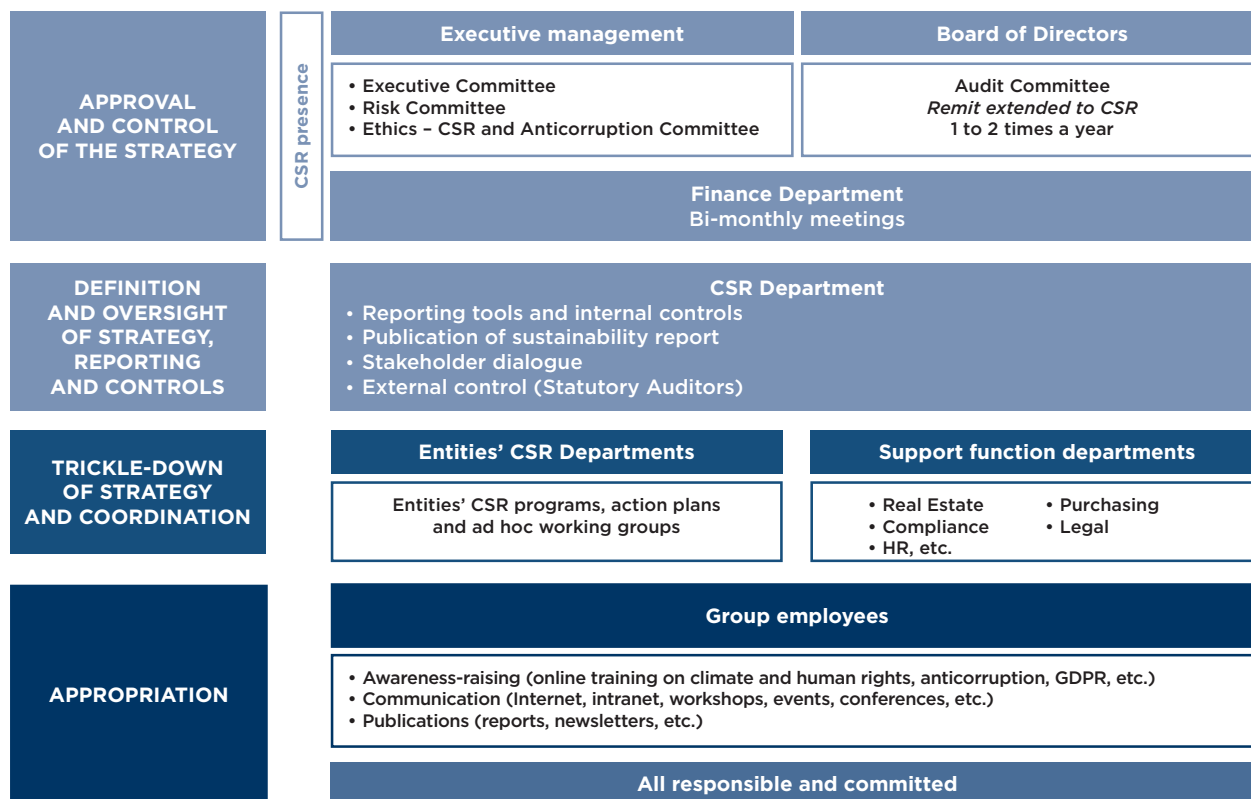 APPROVAL
AND CONTROL
OF THE STRATEGY
CSR presence
Executive management
• Executive Committee
• Risk Committee
• Ethics – CSR and Anticorruption Committee
Board of Directors
Audit Committee
Remit extended to CSR
1 to 2 times a year
Finance Department
Bi-monthly meetings
DEFINITION
AND OVERSIGHT
OF STRATEGY,
REPORTING
AND CONTROLS
CSR Department
• Reporting tools and internal controls
• Publication of sustainability report
• Stakeholder dialogue
• External control (Statutory Auditors)
TRICKLE-DOWN
OF STRATEGY
AND COORDINATION
Entities’ CSR Departments
Entities’ CSR programs, action plans
and ad hoc working groups
Support function departments
• Real Estate
• Compliance
• HR, etc.
• Purchasing
• Legal
APPROPRIATION
Group employees
• Awareness-raising (online training on climate and human rights, anticorruption, GDPR, etc.)
• Communication (Internet, intranet, workshops, events, conferences, etc.)
• Publications (reports, newsletters, etc.)
All responsible and committed